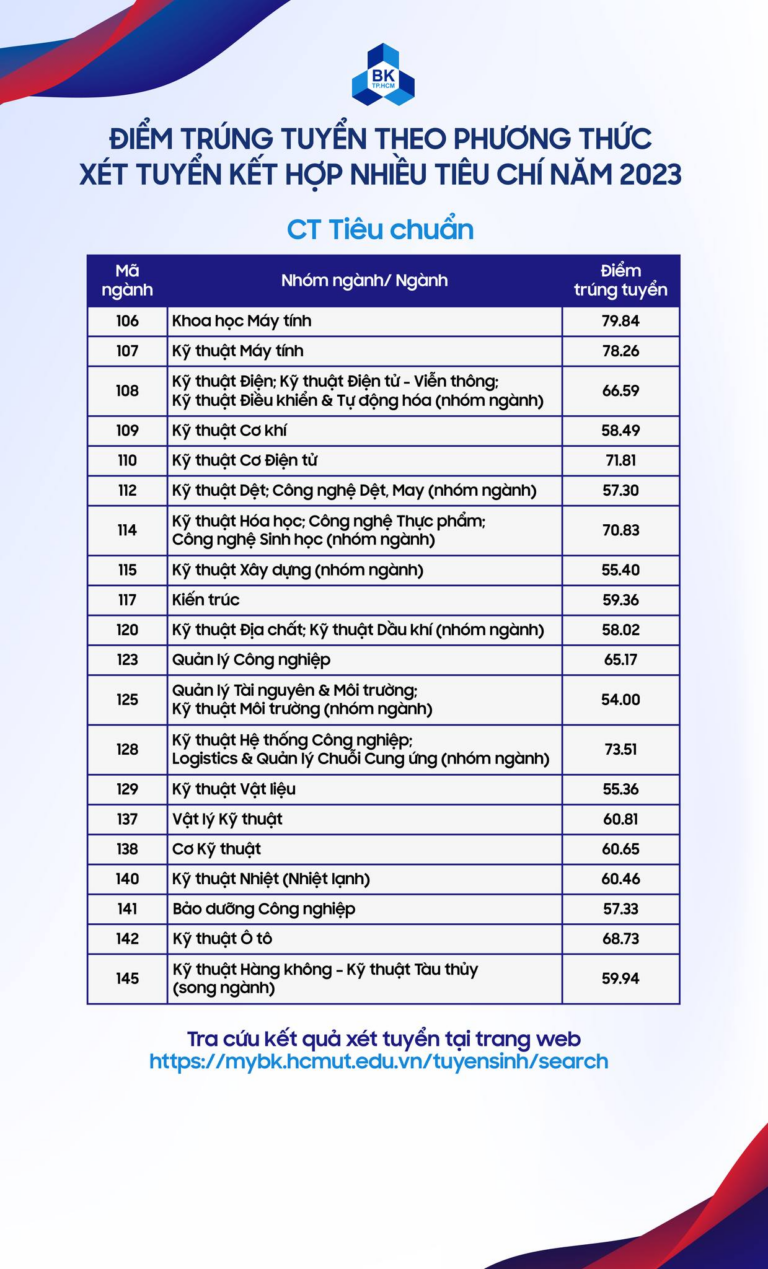 BK
TP.HCM
ĐIỂM TRÚNG TUYỂN THEO PHƯƠNG THỨC
XÉT TUYỂN KẾT HỢP NHIỀU TIÊU CHÍ NĂM 2023
CT Tiêu chuẩn
Mã ngành Nhóm ngành/ Ngành Điểm trúng tuyển
106 Khoa học Máy tính 79.84
107 Kỹ thuật Máy tính 78.26
108 Kỹ thuật Điện; Kỹ thuật Điện tử - Viễn thông;
Kỹ thuật Điều khiển & Tự động hóa (nhóm ngành) 66.59
109 Kỹ thuật Cơ khí 58.49
110 Kỹ thuật Cơ Điện tử 71.81
112 Kỹ thuật Dệt; Công nghệ Dệt, May (nhóm ngành) 57.30
114 Kỹ thuật Hóa học; Công nghệ Thực phẩm;
Công nghệ Sinh học (nhóm ngành) 70.83
115 Kỹ thuật Xây dựng (nhóm ngành) 55.40
117 Kiến trúc 59.36
120 Kỹ thuật Địa chất; Kỹ thuật Dầu khí (nhóm ngành) 58.02
123 Quản lý Công nghiệp 65.17
125 Quản lý Tài nguyên & Môi trường;
Kỹ thuật Môi trường (nhóm ngành) 54.00
128 Kỹ thuật Hệ thống Công nghiệp;
Logistics & Quản lý Chuỗi Cung ứng (nhóm ngành) 73.51
129 Kỹ thuật Vật liệu 55.36
137 Vật lý Kỹ thuật 60.81
138 Cơ Kỹ thuật 60.65
140 Kỹ thuật Nhiệt (Nhiệt lạnh) 60.46
141 Bảo dưỡng Công nghiệp 57.33
142 Kỹ thuật Ô tô 68.73
145 Kỹ thuật Hàng không - Kỹ thuật Tàu thủy
(song ngành) 59.94
Tra cứu kết quả xét tuyển tại trang web
https://mybk.hcmut.edu.vn/tuyensinh/search